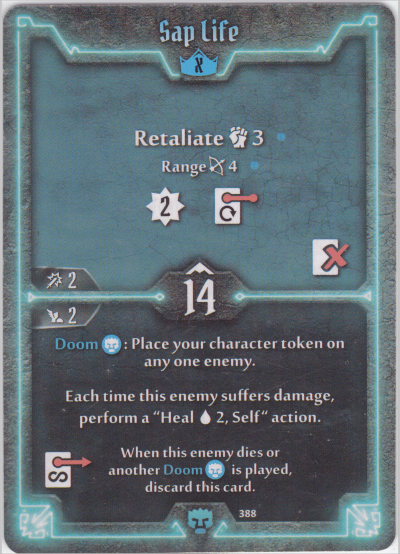 Sap Life
X
Retaliate 3
Range 4
2
2
14
2
Doom : Place your character token on
any one enemy.
Each time this enemy suffers damage,
perform a "Heal 2, Self" action.
When this enemy dies or
another Doom is played,
discard this card.
388